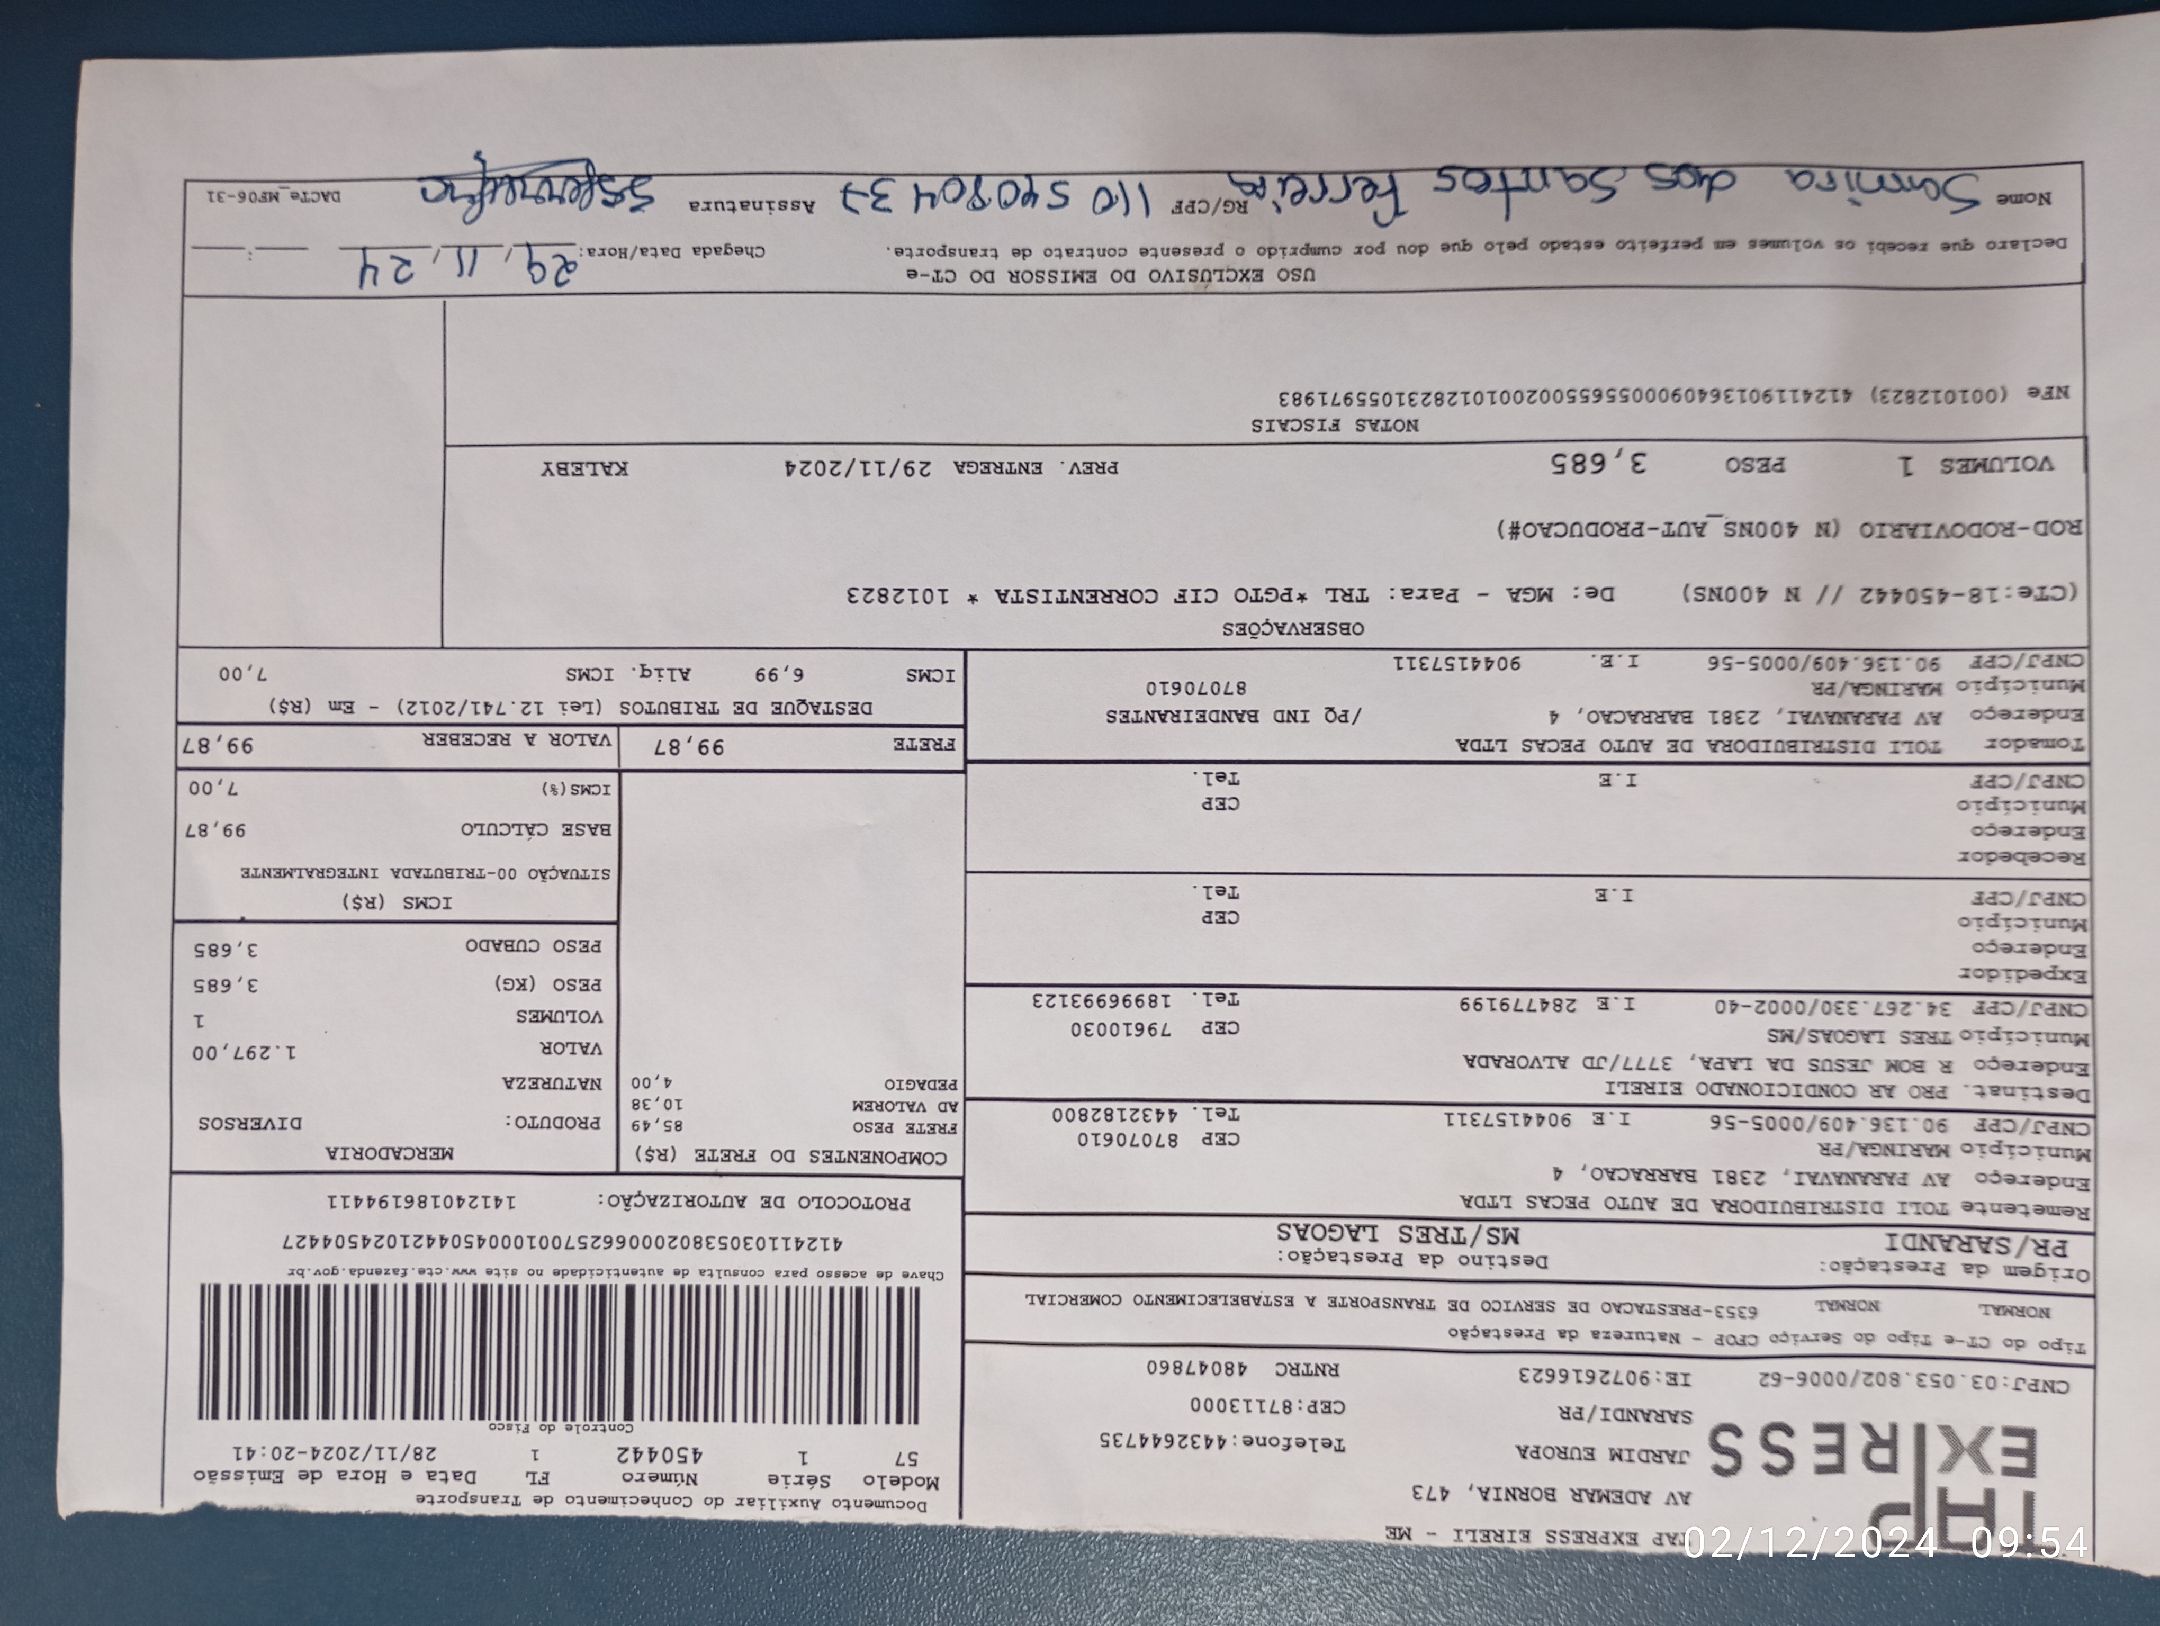 TAP EXPRESS
TAP EXPRESS EIRELI - ME
AV ADEMAR BORNIA, 473
JARDIM EUROPA Telefone:4432644735
SARANDI/PR CEP:87113000
CNPJ:03.053.802/0006-62 IE:9072616623 RNTRC 48047860
Documento Auxiliar do Conhecimento de Transporte
Modelo Série Número FL Data e Hora de Emissão
57 1 450442 1 28/11/2024-20:41
Controle do Fisco
Chave de acesso para consulta de autenticidade no site www.cte.fazenda.gov.br
41241103053802000662570010004504421024504427
PROTOCOLO DE AUTORIZAÇÃO: 141240186194411
Tipo do CT-e Tipo do Serviço CFOP - Natureza da Prestação
NORMAL NORMAL 6353-PRESTACAO DE SERVICO DE TRANSPORTE A ESTABELECIMENTO COMERCIAL
Origem da Prestação: Destino da Prestação:
PR/SARANDI MS/TRES LAGOAS
Remetente TOLI DISTRIBUIDORA DE AUTO PECAS LTDA
Endereço AV PARANAVAI, 2381 BARRACAO, 4
Município MARINGA/PR CEP 87070610
CNPJ/CPF 90.136.409/0005-56 I.E 9044157311 Tel. 4432182800
Destinat. PRO AR CONDICIONADO EIRELI
Endereço R BOM JESUS DA LAPA, 3777/JD ALVORADA
Município TRES LAGOAS/MS CEP 79610030
CNPJ/CPF 34.267.330/0002-40 I.E 284779199 Tel. 18996993123
Expedidor
Endereço
Município CEP
CNPJ/CPF I.E Tel.
Recebedor
Endereço
Município CEP
CNPJ/CPF I.E Tel.
Tomador TOLI DISTRIBUIDORA DE AUTO PECAS LTDA
Endereço AV PARANAVAI, 2381 BARRACAO, 4 /PQ IND BANDEIRANTES
Município MARINGA/PR 87070610
CNPJ/CPF 90.136.409/0005-56 I.E. 9044157311
COMPONENTES DO FRETE (R$)
FRETE PESO 85,49
AD VALOREM 10,38
PEDAGIO 4,00
MERCADORIA
PRODUTO: DIVERSOS
NATUREZA
VALOR 1.297,00
VOLUMES 1
PESO (KG) 3,685
PESO CUBADO 3,685
ICMS (R$)
SITUAÇÃO 00-TRIBUTADA INTEGRALMENTE
BASE CÁLCULO 99,87
ICMS(%) 7,00
FRETE 99,87 VALOR A RECEBER 99,87
DESTAQUE DE TRIBUTOS (Lei 12.741/2012) - Em (R$)
ICMS 6,99 Aliq. ICMS 7,00
OBSERVAÇÕES
(CTe:18-450442 // N 400NS) De: MGA - Para: TRL *PGTO CIF CORRENTISTA * 1012823
ROD-RODOVIARIO (N 400NS_AUT-PRODUCAO#)
VOLUMES 1 PESO 3,685 PREV. ENTREGA 29/11/2024 KALEBY
NOTAS FISCAIS
NFe (001012823) 41241190136409000556550020010128231055971983
USO EXCLUSIVO DO EMISSOR DO CT-e
Declaro que recebi os volumes em perfeito estado pelo que dou por cumprido o presente contrato de transporte. Chegada Data/Hora: 29/11/24 :
Nome Samira dos Santos Ferreira RG/CPF Assinatura DACTe_MF06-31
02/12/2024 09:54